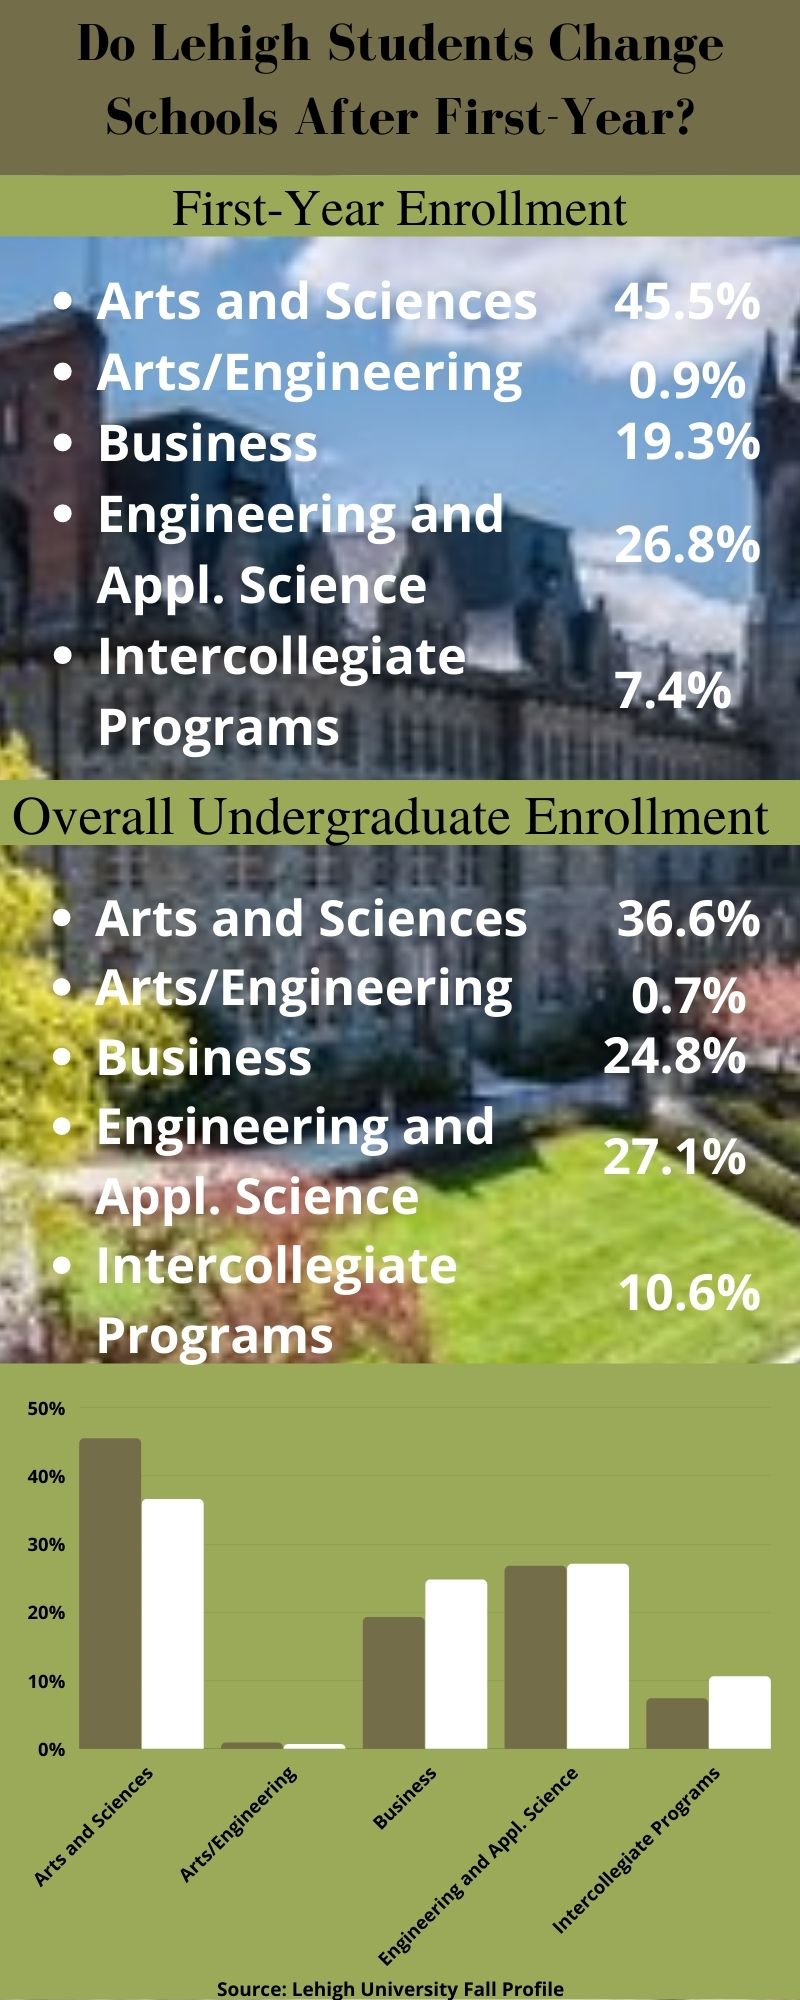 Do Lehigh Students Change
Schools After First-Year?
First-Year Enrollment
• Arts and Sciences 45.5%
• Arts/Engineering 0.9%
• Business 19.3%
• Engineering and
Appl. Science 26.8%
• Intercollegiate
Programs 7.4%
Overall Undergraduate Enrollment
• Arts and Sciences 36.6%
• Arts/Engineering 0.7%
• Business 24.8%
• Engineering and
Appl. Science 27.1%
• Intercollegiate
Programs 10.6%
50%
40%
30%
20%
10%
0%
Arts and Sciences
Arts/Engineering
Business
Engineering and Appl. Science
Intercollegiate Programs
Source: Lehigh University Fall Profile